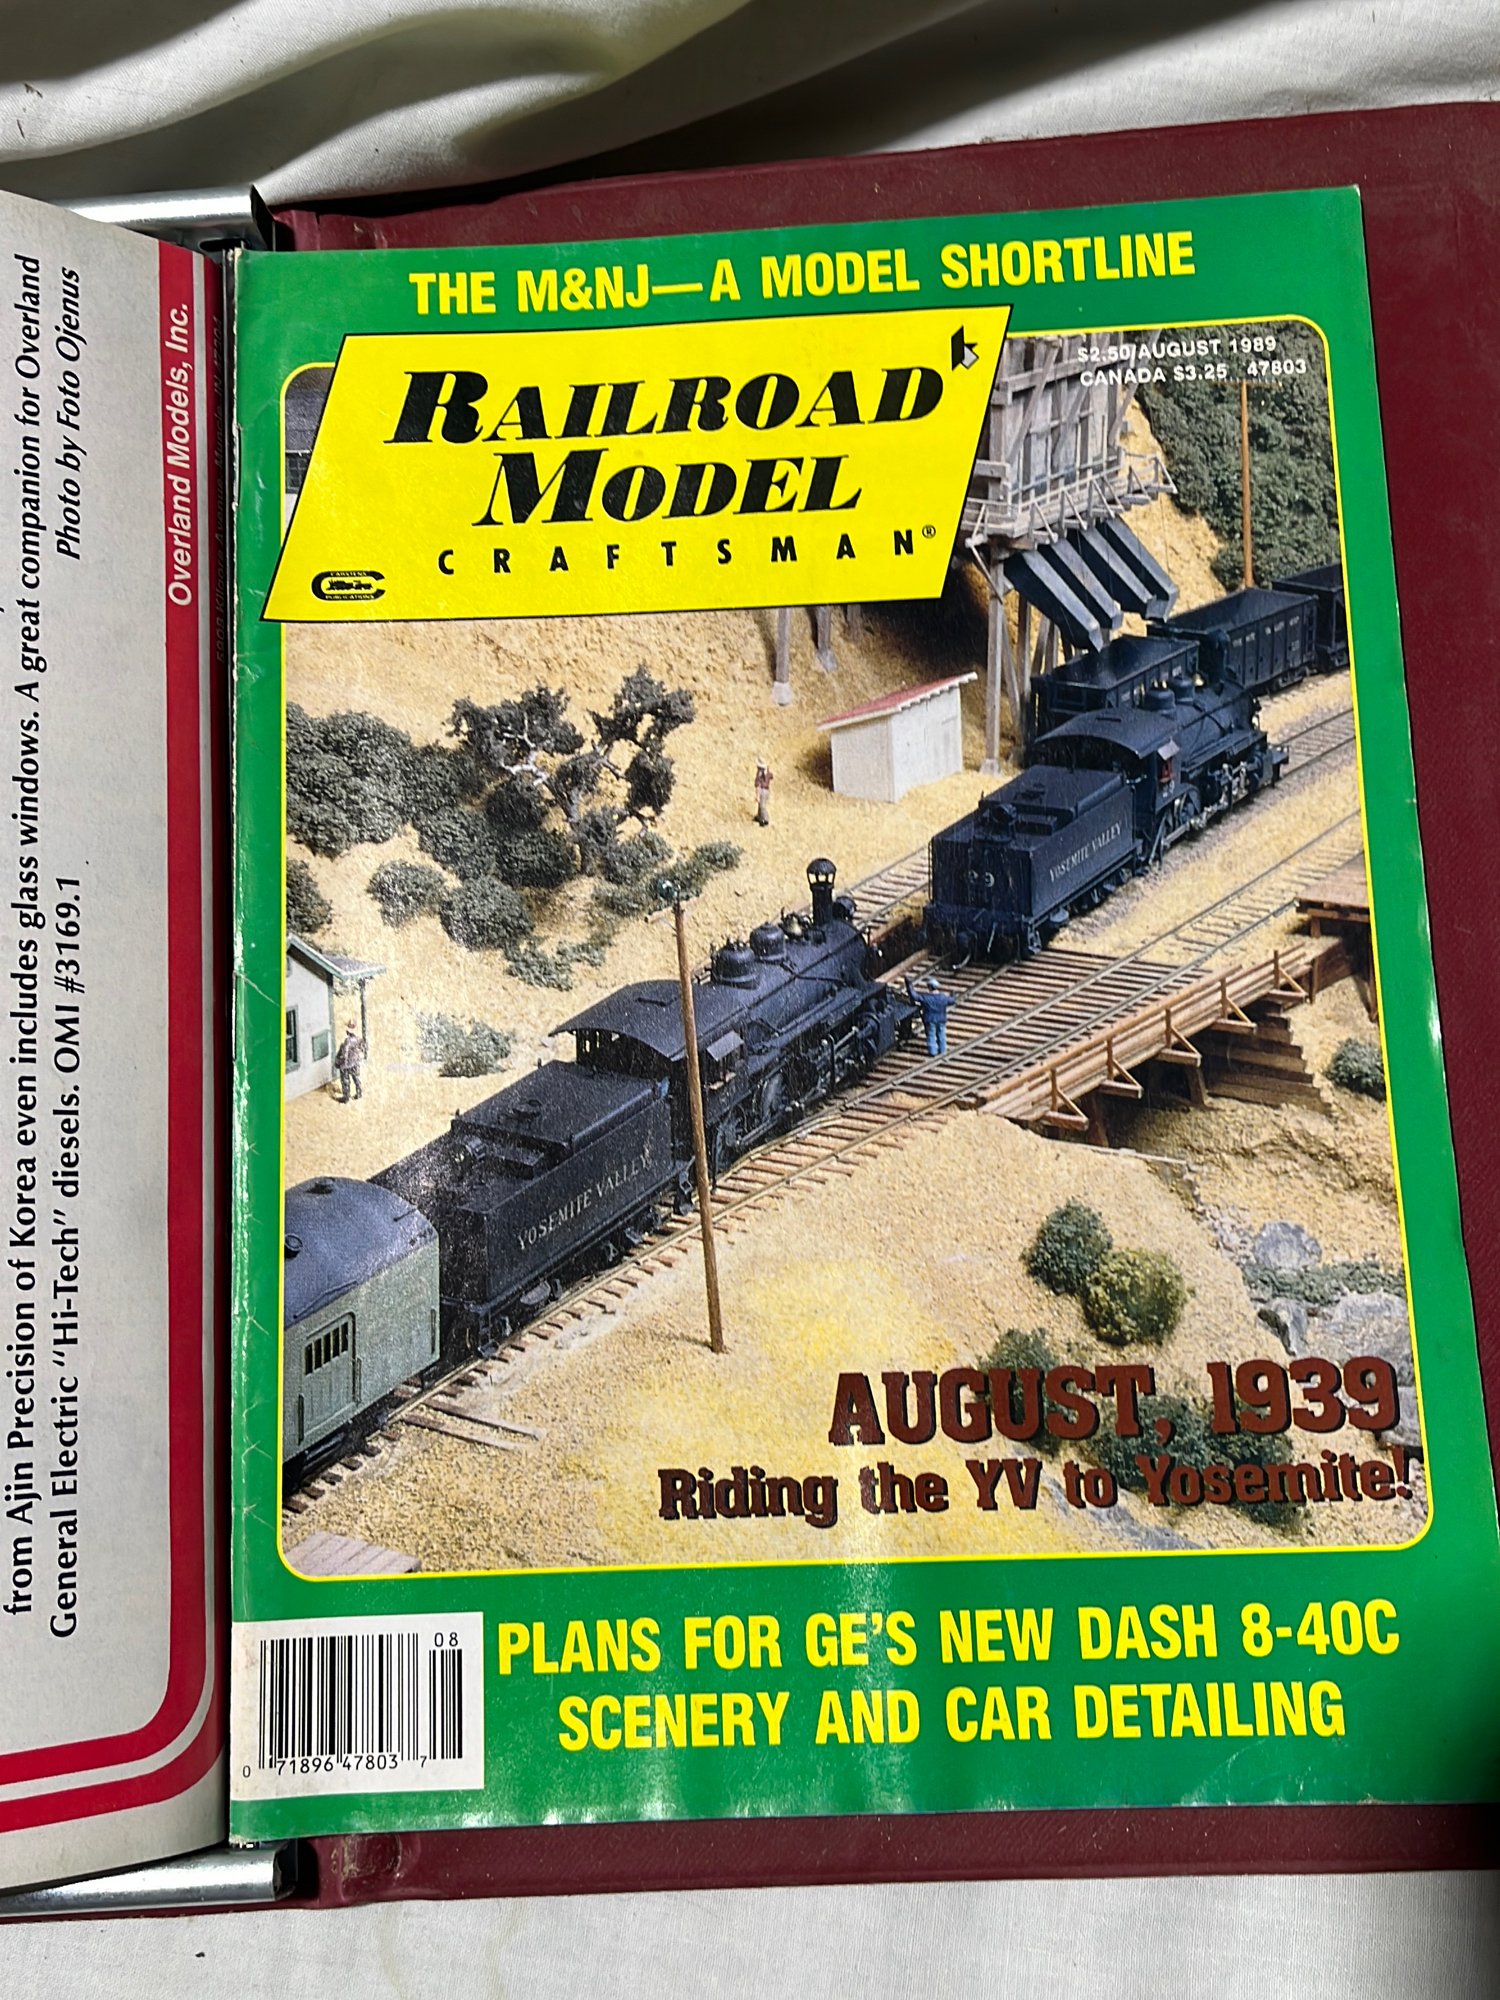 from Ajin Precision of Korea even includes glass windows. A great companion for Overland
General Electric "Hi-Tech" diesels. OMI #3169.1
Photo by Foto Ojenus
Overland Models, Inc.
THE M&NJ—A MODEL SHORTLINE
RAILROAD
MODEL
CRAFTSMAN®
CARSTENS
PUBLICATIONS
$2.50/AUGUST 1989
CANADA $3.25 47803
YOSEMITE VALLEY
29
YOSEMITE VALLEY
AUGUST, 1939
Riding the YV to Yosemite!
PLANS FOR GE'S NEW DASH 8-40C
SCENERY AND CAR DETAILING
08
0 71896 47803 7